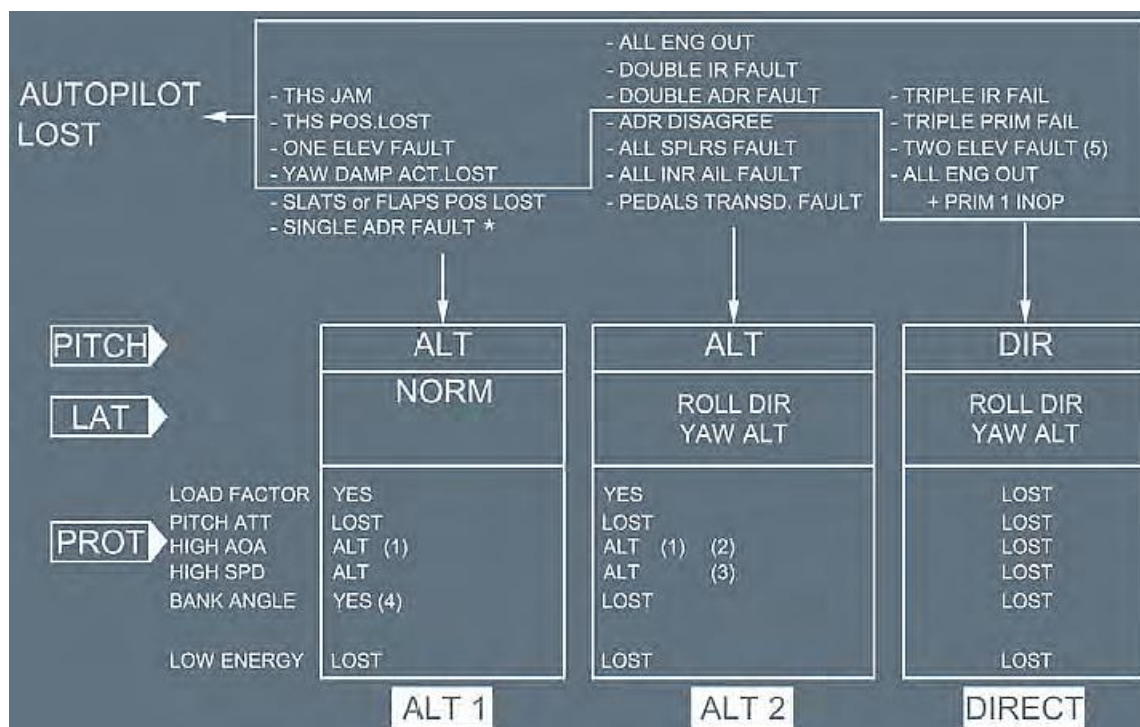 AUTOPILOT
LOST
- THS JAM
- THS POS.LOST
- ONE ELEV FAULT
- YAW DAMP ACT.LOST
- SLATS or FLAPS POS LOST
- SINGLE ADR FAULT *
- ALL ENG OUT
- DOUBLE IR FAULT
- DOUBLE ADR FAULT
- ADR DISAGREE
- ALL SPLRS FAULT
- ALL INR AIL FAULT
- PEDALS TRANSD. FAULT
- TRIPLE IR FAIL
- TRIPLE PRIM FAIL
- TWO ELEV FAULT (5)
- ALL ENG OUT
+ PRIM 1 INOP
PITCH ALT ALT DIR
LAT NORM ROLL DIR ROLL DIR
YAW ALT YAW ALT
PROT
LOAD FACTOR YES YES LOST
PITCH ATT LOST LOST LOST
HIGH AOA ALT (1) ALT (1) (2) LOST
HIGH SPD ALT ALT (3) LOST
BANK ANGLE YES (4) LOST LOST
LOW ENERGY LOST LOST LOST
ALT 1 ALT 2 DIRECT